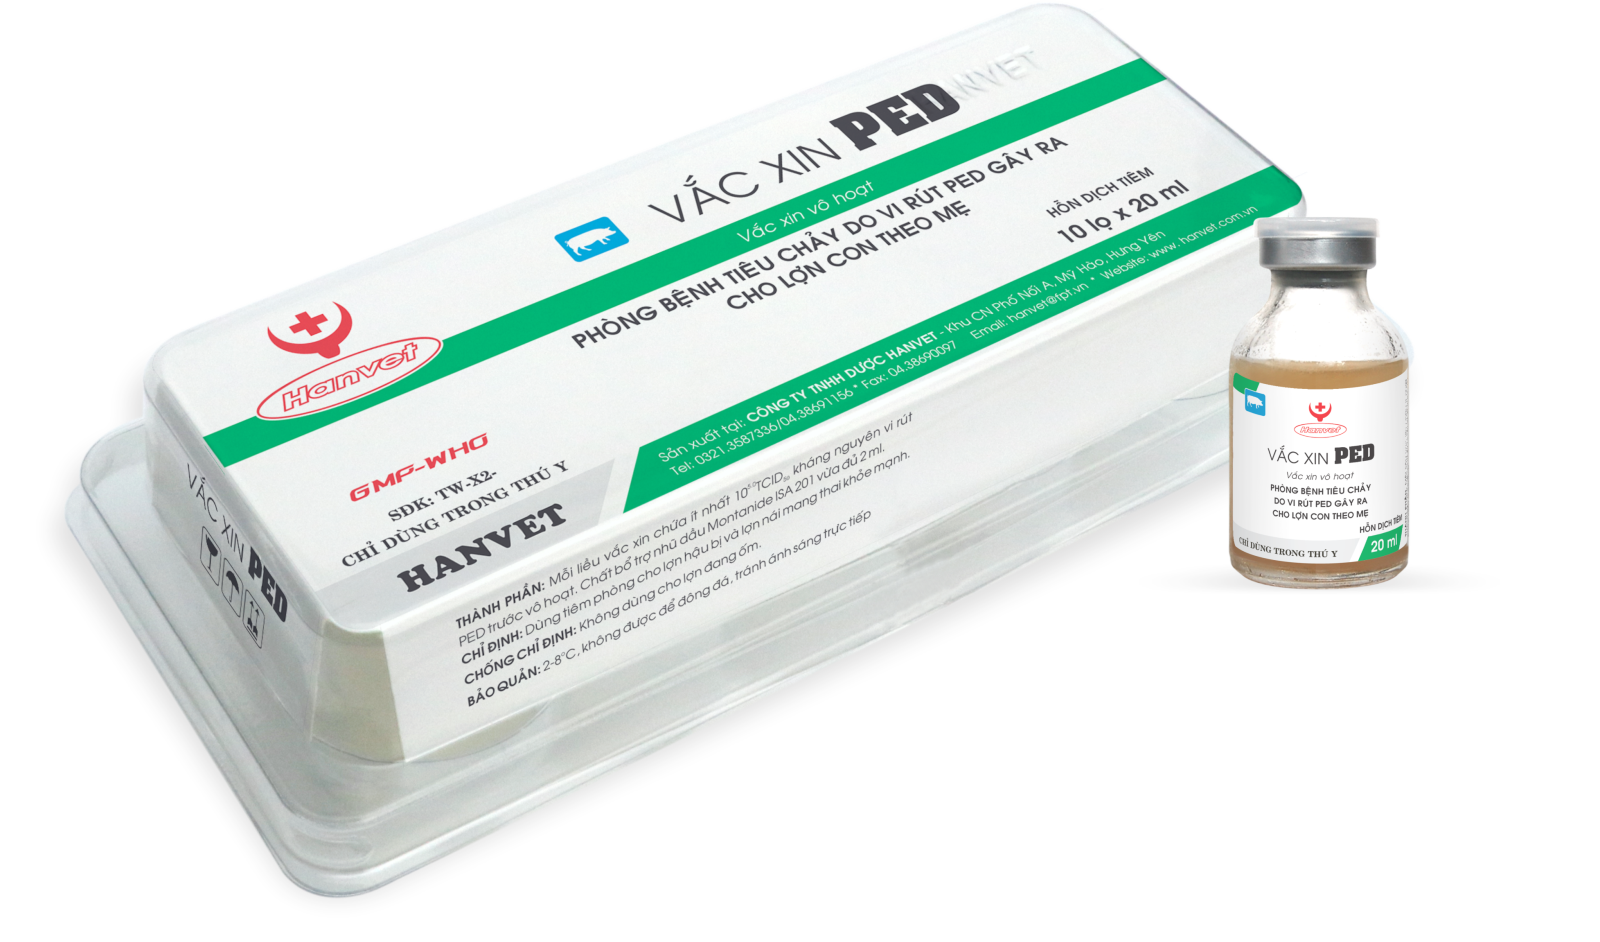 VẮC XIN PED
Vắc xin vô hoạt
PHÒNG BỆNH TIÊU CHẢY DO VI RÚT PED GÂY RA
CHO LỢN CON THEO MẸ
HỖN DỊCH TIÊM
10 lọ x 20 ml
Hanvet
GMP-WHO
SĐK: TW-X2-
CHỈ DÙNG TRONG THÚ Y
HANVET
Sản xuất tại: CÔNG TY TNHH DƯỢC HANVET - Khu CN Phố Nối A, Mỹ Hào, Hưng Yên
Tel: 0321.3587336/04.38691156 * Fax: 04.38690097 Email: hanvet@fpt.vn * Website: www.hanvet.com.vn
THÀNH PHẦN: Mỗi liều vắc xin chứa ít nhất 10⁵·⁰TCID₅₀ kháng nguyên vi rút
PED trước vô hoạt. Chất bổ trợ nhũ dầu Montanide ISA 201 vừa đủ 2 ml.
CHỈ ĐỊNH: Dùng tiêm phòng cho lợn hậu bị và lợn nái mang thai khỏe mạnh.
CHỐNG CHỈ ĐỊNH: Không dùng cho lợn đang ốm.
BẢO QUẢN: 2-8°C, không được để đông đá, tránh ánh sáng trực tiếp
VẮC XIN PED
Hanvet
VẮC XIN PED
Vắc xin vô hoạt
PHÒNG BỆNH TIÊU CHẢY
DO VI RÚT PED GÂY RA
CHO LỢN CON THEO MẸ
HỖN DỊCH TIÊM
CHỈ DÙNG TRONG THÚ Y
20 ml